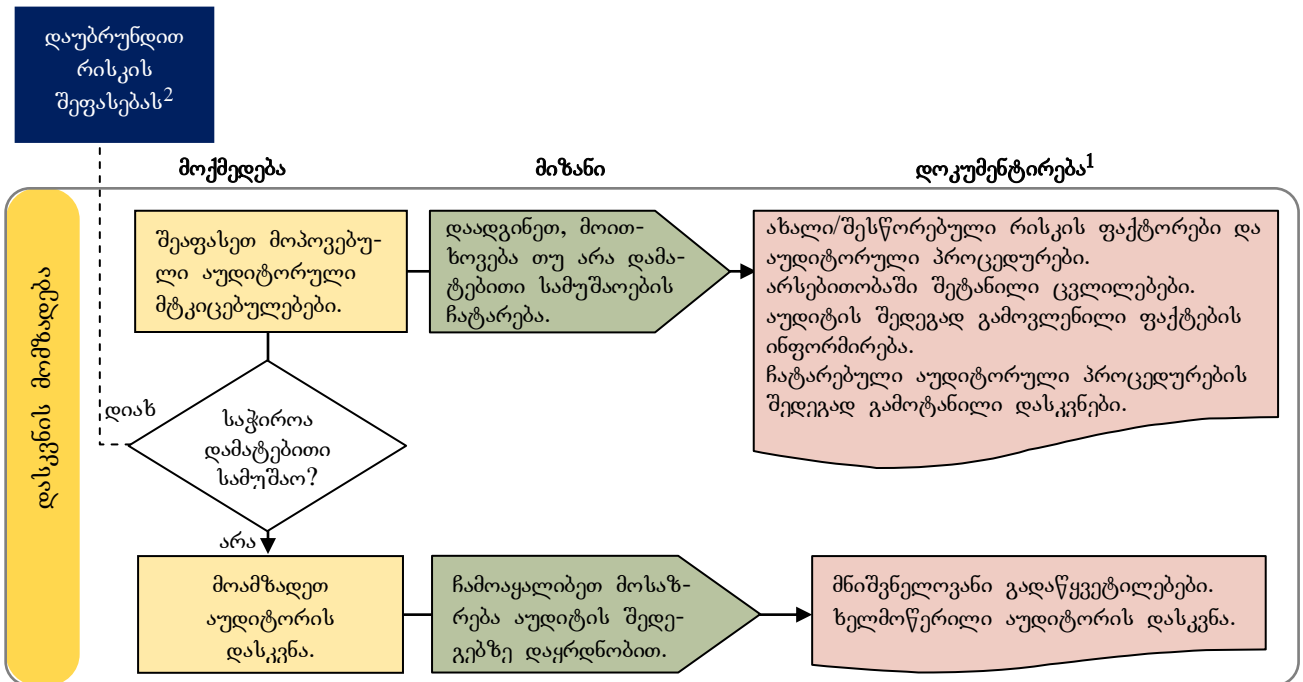 დაუბრუნდით
რისკის
შეფასებას²
მოქმედება
მიზანი
დოკუმენტირება¹
დასკვნის მომზადება
შეაფასეთ მოპოვებუ-
ლი აუდიტორული
მტკიცებულებები.
დაადგინეთ, მოით-
ხოვება თუ არა დამა-
ტებითი სამუშაოების
ჩატარება.
ახალი/შესწორებული რისკის ფაქტორები და
აუდიტორული პროცედურები.
არსებითობაში შეტანილი ცვლილებები.
აუდიტის შედეგად გამოვლენილი ფაქტების
ინფორმირება.
ჩატარებული აუდიტორული პროცედურების
შედეგად გამოტანილი დასკვნები.
დიახ
საჭიროა
დამატებითი
სამუშაო?
არა
მოამზადეთ
აუდიტორის
დასკვნა.
ჩამოაყალიბეთ მოსაზ-
რება აუდიტის შედე-
გებზე დაყრდნობით.
მნიშვნელოვანი გადაწყვეტილებები.
ხელმოწერილი აუდიტორის დასკვნა.